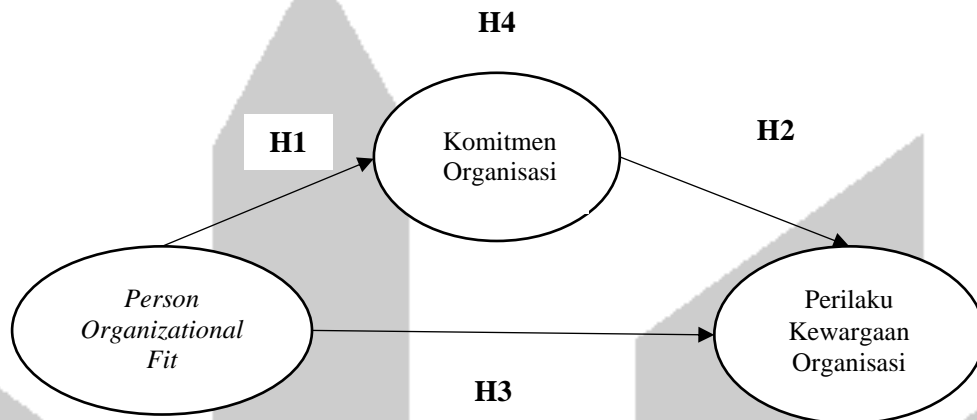 H4
H1
Komitmen
Organisasi
H2
Person
Organizational
Fit
Perilaku
Kewargaan
Organisasi
H3